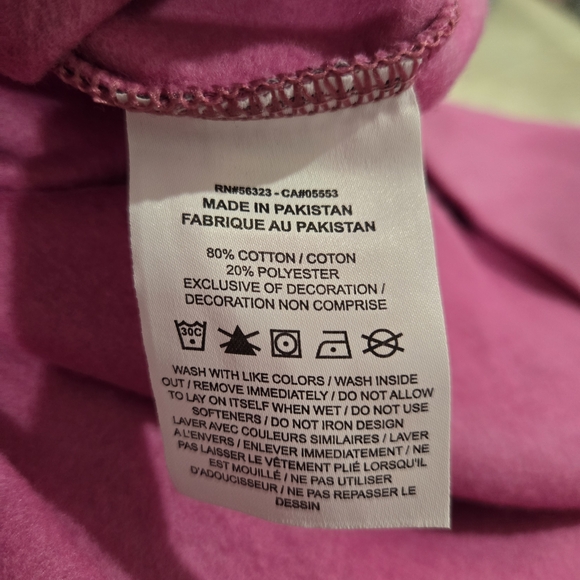 RN#56323 - CA#05553
MADE IN PAKISTAN
FABRIQUE AU PAKISTAN
80% COTTON / COTON
20% POLYESTER
EXCLUSIVE OF DECORATION /
DECORATION NON COMPRISE
30C
WASH WITH LIKE COLORS / WASH INSIDE
OUT / REMOVE IMMEDIATELY / DO NOT ALLOW
TO LAY ON ITSELF WHEN WET / DO NOT USE
SOFTENERS / DO NOT IRON DESIGN
LAVER AVEC COULEURS SIMILAIRES / LAVER
A L'ENVERS / ENLEVER IMMEDIATEMENT / NE
PAS LAISSER LE VÊTEMENT PLIÉ LORSQU'IL
EST MOUILLÉ / NE PAS UTILISER
D'ADOUCISSEUR / NE PAS REPASSER LE
DESSIN